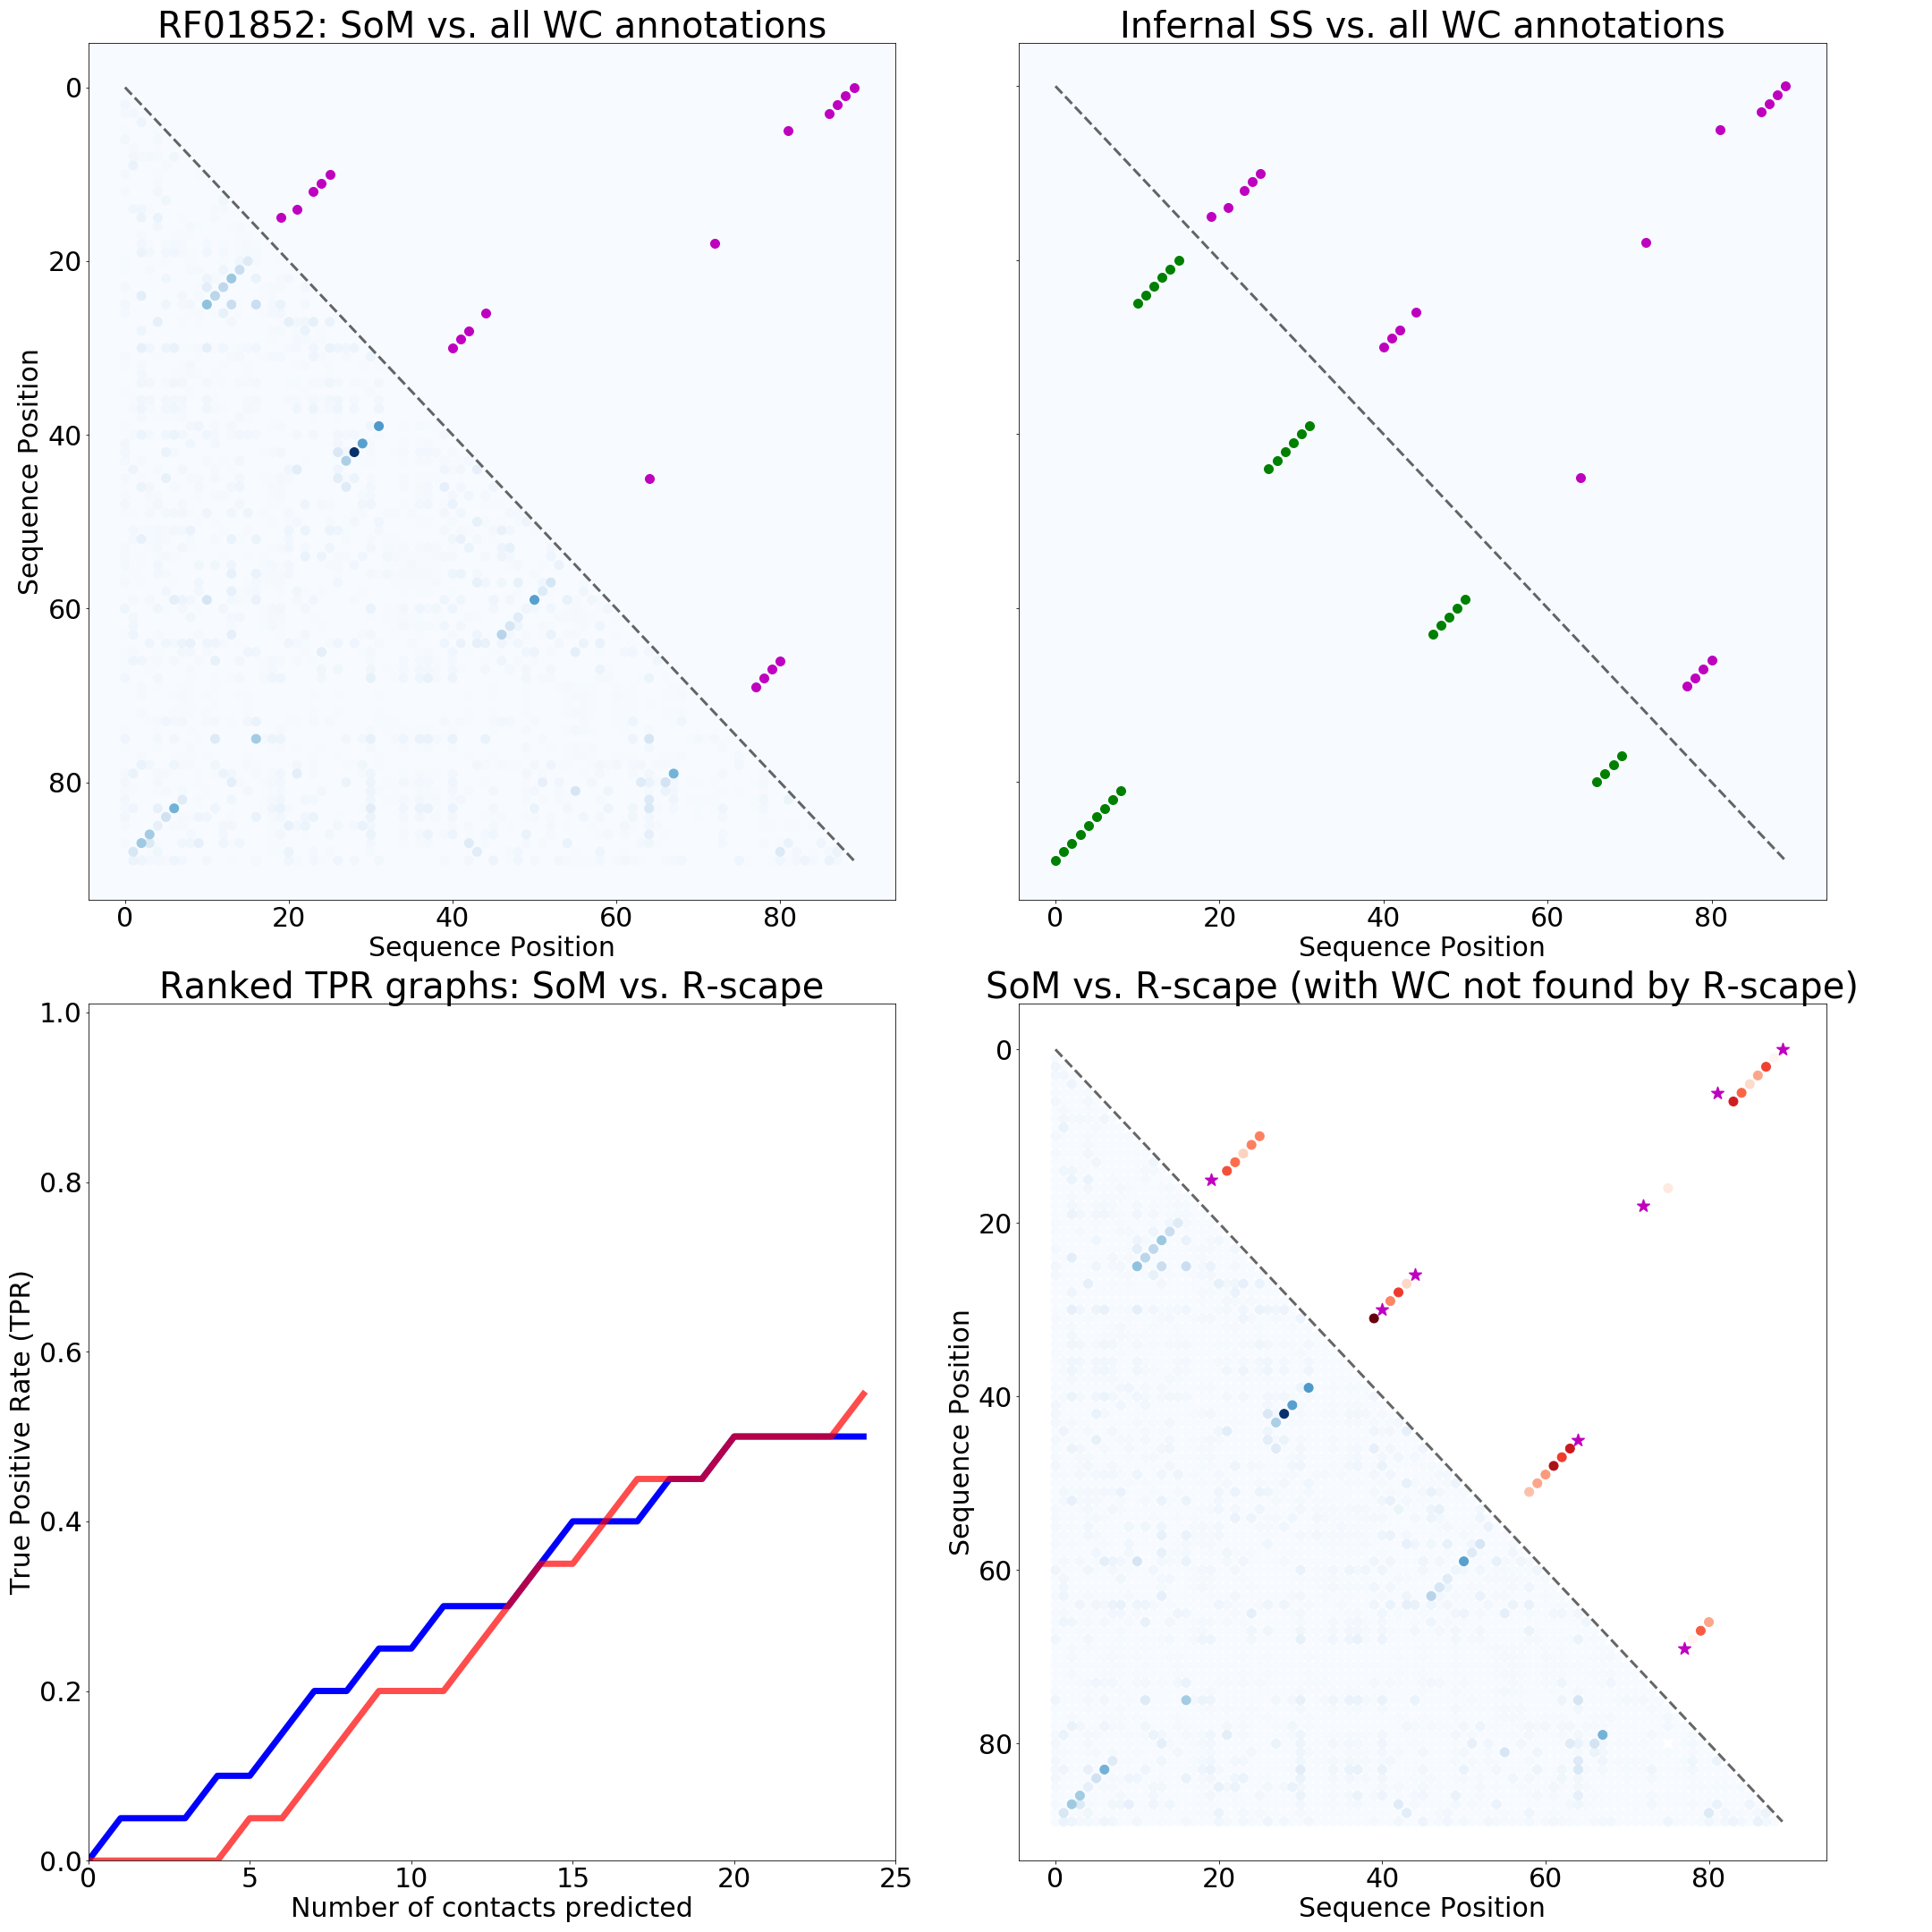 RF01852: SoM vs. all WC annotations
0
20
40
60
80
Sequence Position
0 20 40 60 80
Sequence Position
Infernal SS vs. all WC annotations
0 20 40 60 80
Sequence Position
Ranked TPR graphs: SoM vs. R-scape
1.0
0.8
0.6
0.4
0.2
0.0
True Positive Rate (TPR)
0 5 10 15 20 25
Number of contacts predicted
SoM vs. R-scape (with WC not found by R-scape)
0
20
40
60
80
Sequence Position
0 20 40 60 80
Sequence Position